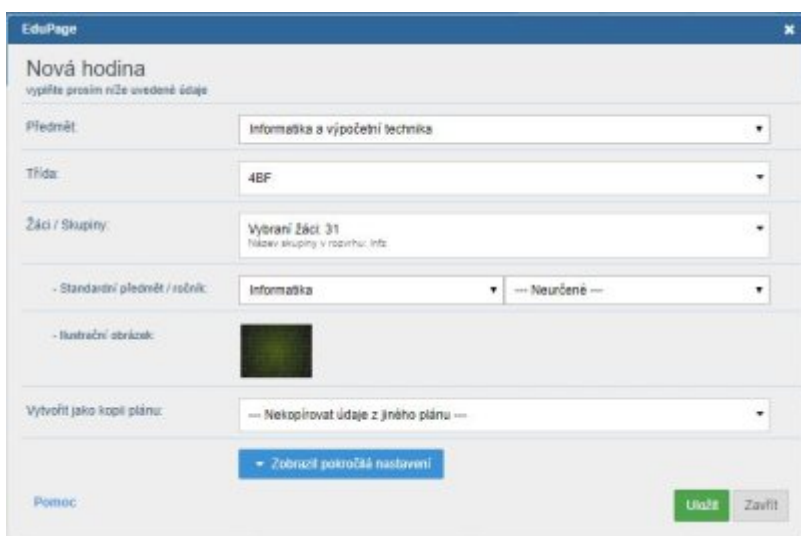 EduPage
Nová hodina
vyplňte prosím níže uvedené údaje
Předmět: Informatika a výpočetní technika
Třída: 4BF
Žáci / Skupiny: Vybraní žáci: 31
Název skupiny v rozvrhu: Info
- Standardní předmět / ročník: Informatika --- Neurčené ---
- Ilustrační obrázek:
Vytvořit jako kopii plánu: --- Nekopírovat údaje z jiného plánu ---
Zobrazit pokročilá nastavení
Pomoc Uložit Zavřít